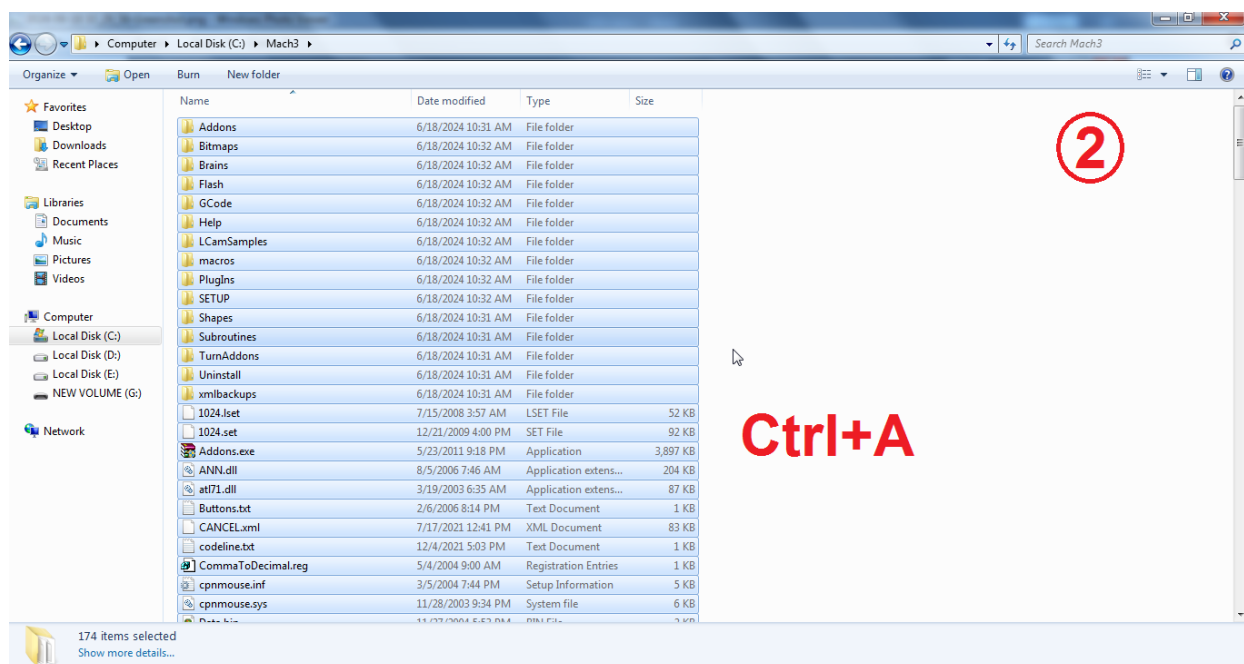 Computer ▸ Local Disk (C:) ▸ Mach3 ▸
Search Mach3
Organize Open Burn New folder
Name Date modified Type Size
Favorites
Desktop
Downloads
Recent Places
Libraries
Documents
Music
Pictures
Videos
Computer
Local Disk (C:)
Local Disk (D:)
Local Disk (E:)
NEW VOLUME (G:)
Network
Addons 6/18/2024 10:31 AM File folder
Bitmaps 6/18/2024 10:32 AM File folder
Brains 6/18/2024 10:32 AM File folder
Flash 6/18/2024 10:32 AM File folder
GCode 6/18/2024 10:32 AM File folder
Help 6/18/2024 10:32 AM File folder
LCamSamples 6/18/2024 10:32 AM File folder
macros 6/18/2024 10:32 AM File folder
PlugIns 6/18/2024 10:32 AM File folder
SETUP 6/18/2024 10:32 AM File folder
Shapes 6/18/2024 10:31 AM File folder
Subroutines 6/18/2024 10:31 AM File folder
TurnAddons 6/18/2024 10:31 AM File folder
Uninstall 6/18/2024 10:31 AM File folder
xmlbackups 6/18/2024 10:31 AM File folder
1024.lset 7/15/2008 3:57 AM LSET File 52 KB
1024.set 12/21/2009 4:00 PM SET File 92 KB
Addons.exe 5/23/2011 9:18 PM Application 3,897 KB
ANN.dll 8/5/2006 7:46 AM Application extens... 204 KB
atl71.dll 3/19/2003 6:35 AM Application extens... 87 KB
Buttons.txt 2/6/2006 8:14 PM Text Document 1 KB
CANCEL.xml 7/17/2021 12:41 PM XML Document 83 KB
codeline.txt 12/4/2021 5:03 PM Text Document 1 KB
CommaToDecimal.reg 5/4/2004 9:00 AM Registration Entries 1 KB
cpnmouse.inf 3/5/2004 7:44 PM Setup Information 5 KB
cpnmouse.sys 11/28/2003 9:34 PM System file 6 KB
2
Ctrl+A
174 items selected
Show more details...